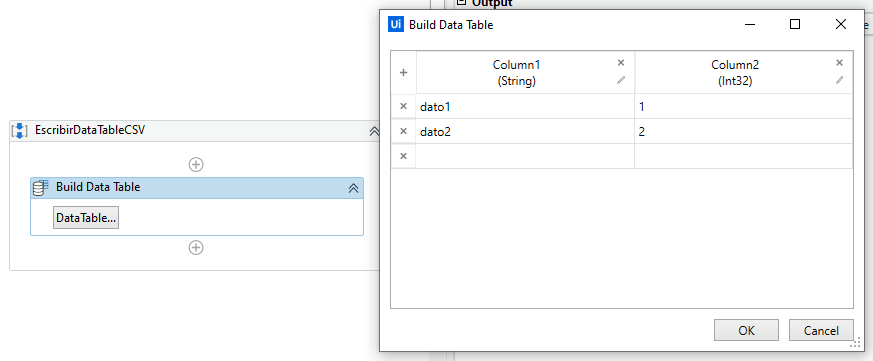 Output
Ui Build Data Table
Column1
(String)
Column2
(Int32)
dato1 1
dato2 2
EscribirDataTableCSV
Build Data Table
DataTable...
OK Cancel